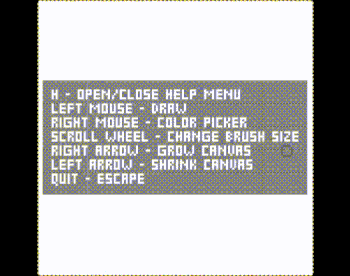 H - OPEN/CLOSE HELP MENU
LEFT MOUSE - DRAW
RIGHT MOUSE - COLOR PICKER
SCROLL WHEEL - CHANGE BRUSH SIZE
RIGHT ARROW - GROW CANVAS
LEFT ARROW - SHRINK CANVAS
QUIT - ESCAPE